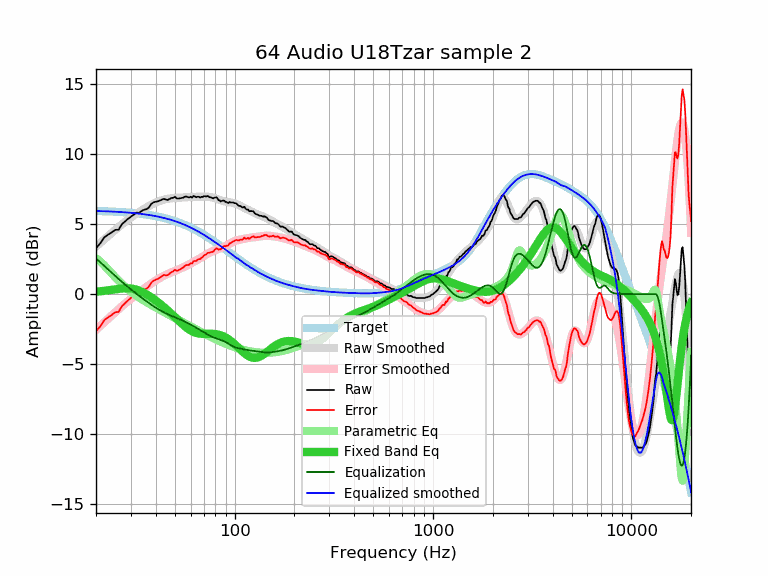 64 Audio U18Tzar sample 2
15
10
5
0
−5
−10
−15
Amplitude (dBr)
Target
Raw Smoothed
Error Smoothed
Raw
Error
Parametric Eq
Fixed Band Eq
Equalization
Equalized smoothed
100
1000
10000
Frequency (Hz)